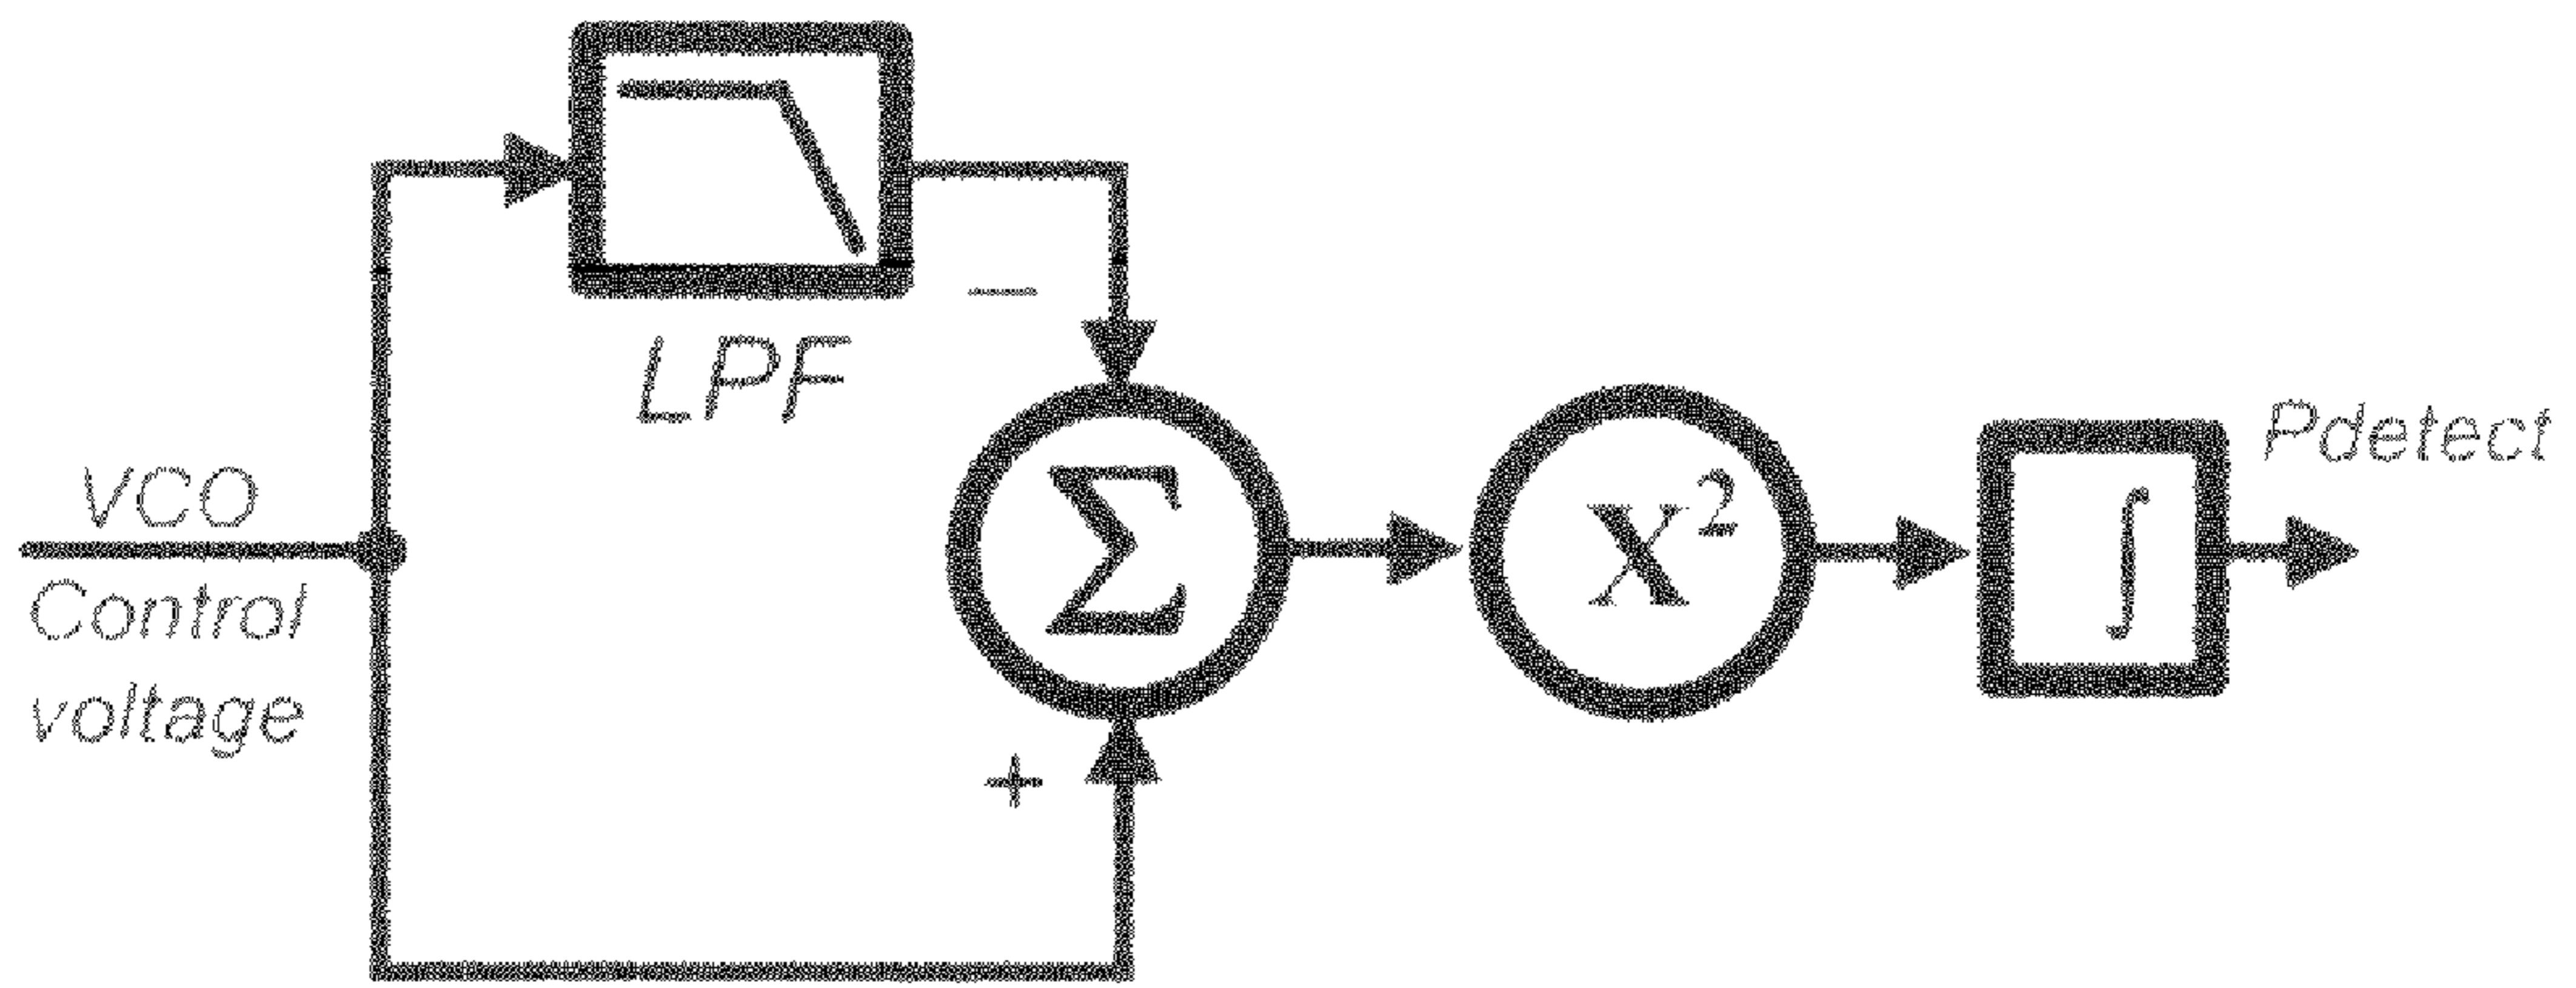 LPF
−
VCO
Control
voltage
Σ
X²
∫
Pdetect
+